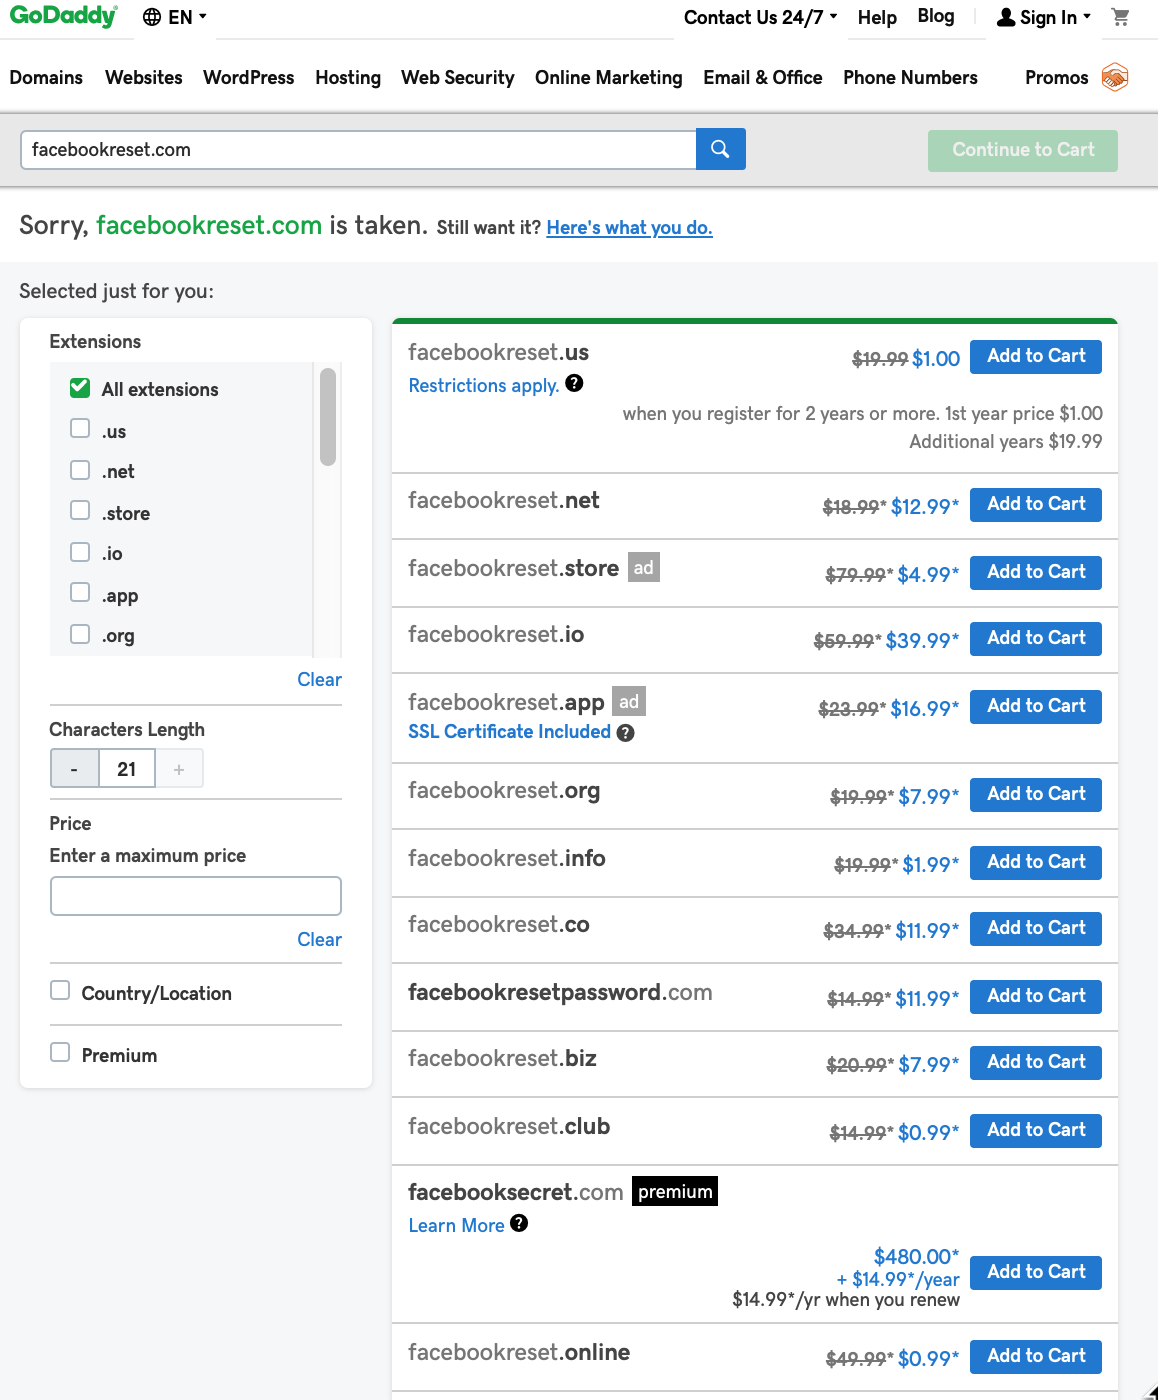 GoDaddy
EN
Contact Us 24/7
Help
Blog
Sign In
Domains
Websites
WordPress
Hosting
Web Security
Online Marketing
Email & Office
Phone Numbers
Promos
facebookreset.com
Continue to Cart
Sorry, facebookreset.com is taken. Still want it? Here's what you do.
Selected just for you:
Extensions
All extensions
.us
.net
.store
.io
.app
.org
Clear
Characters Length
- 21 +
Price
Enter a maximum price
Clear
Country/Location
Premium
facebookreset.us
$19.99 $1.00 Add to Cart
Restrictions apply. ?
when you register for 2 years or more. 1st year price $1.00
Additional years $19.99
facebookreset.net $18.99* $12.99* Add to Cart
facebookreset.store ad $79.99* $4.99* Add to Cart
facebookreset.io $59.99* $39.99* Add to Cart
facebookreset.app ad $23.99* $16.99* Add to Cart
SSL Certificate Included ?
facebookreset.org $19.99* $7.99* Add to Cart
facebookreset.info $19.99* $1.99* Add to Cart
facebookreset.co $34.99* $11.99* Add to Cart
facebookresetpassword.com $14.99* $11.99* Add to Cart
facebookreset.biz $20.99* $7.99* Add to Cart
facebookreset.club $14.99* $0.99* Add to Cart
facebooksecret.com premium
Learn More ?
$480.00*
+ $14.99*/year
Add to Cart
$14.99*/yr when you renew
facebookreset.online $49.99* $0.99* Add to Cart